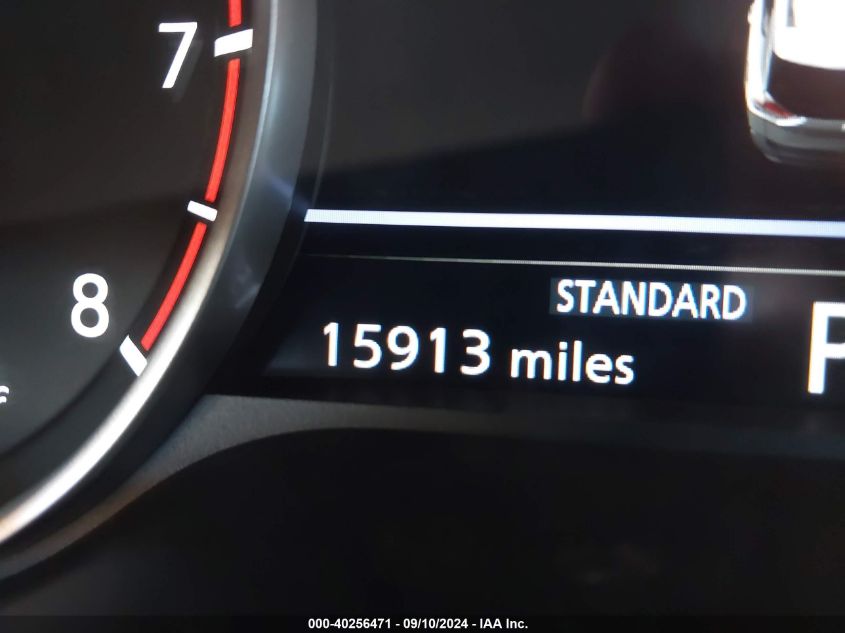 7
8
STANDARD
15913 miles
P
000-40256471 - 09/10/2024 - IAA Inc.